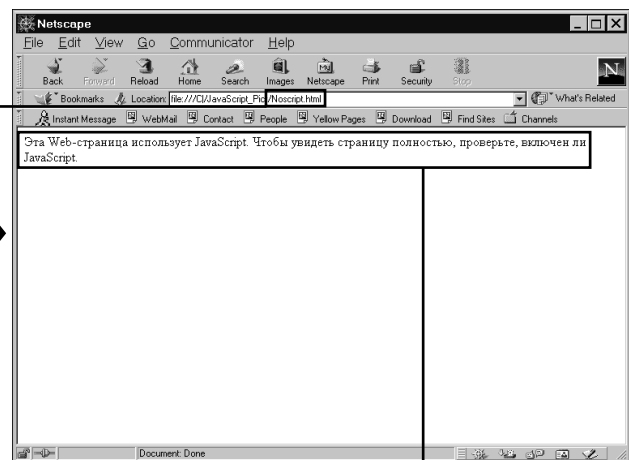 Netscape
File Edit View Go Communicator Help
Back Forward Reload Home Search Images Netscape Print Security Stop
N
Bookmarks Location: file:///C|/JavaScript_Pic/Noscript.html What's Related
Instant Message WebMail Contact People Yellow Pages Download Find Sites Channels
Эта Web-страница использует JavaScript. Чтобы увидеть страницу полностью, проверьте, включен ли
JavaScript.
Document: Done